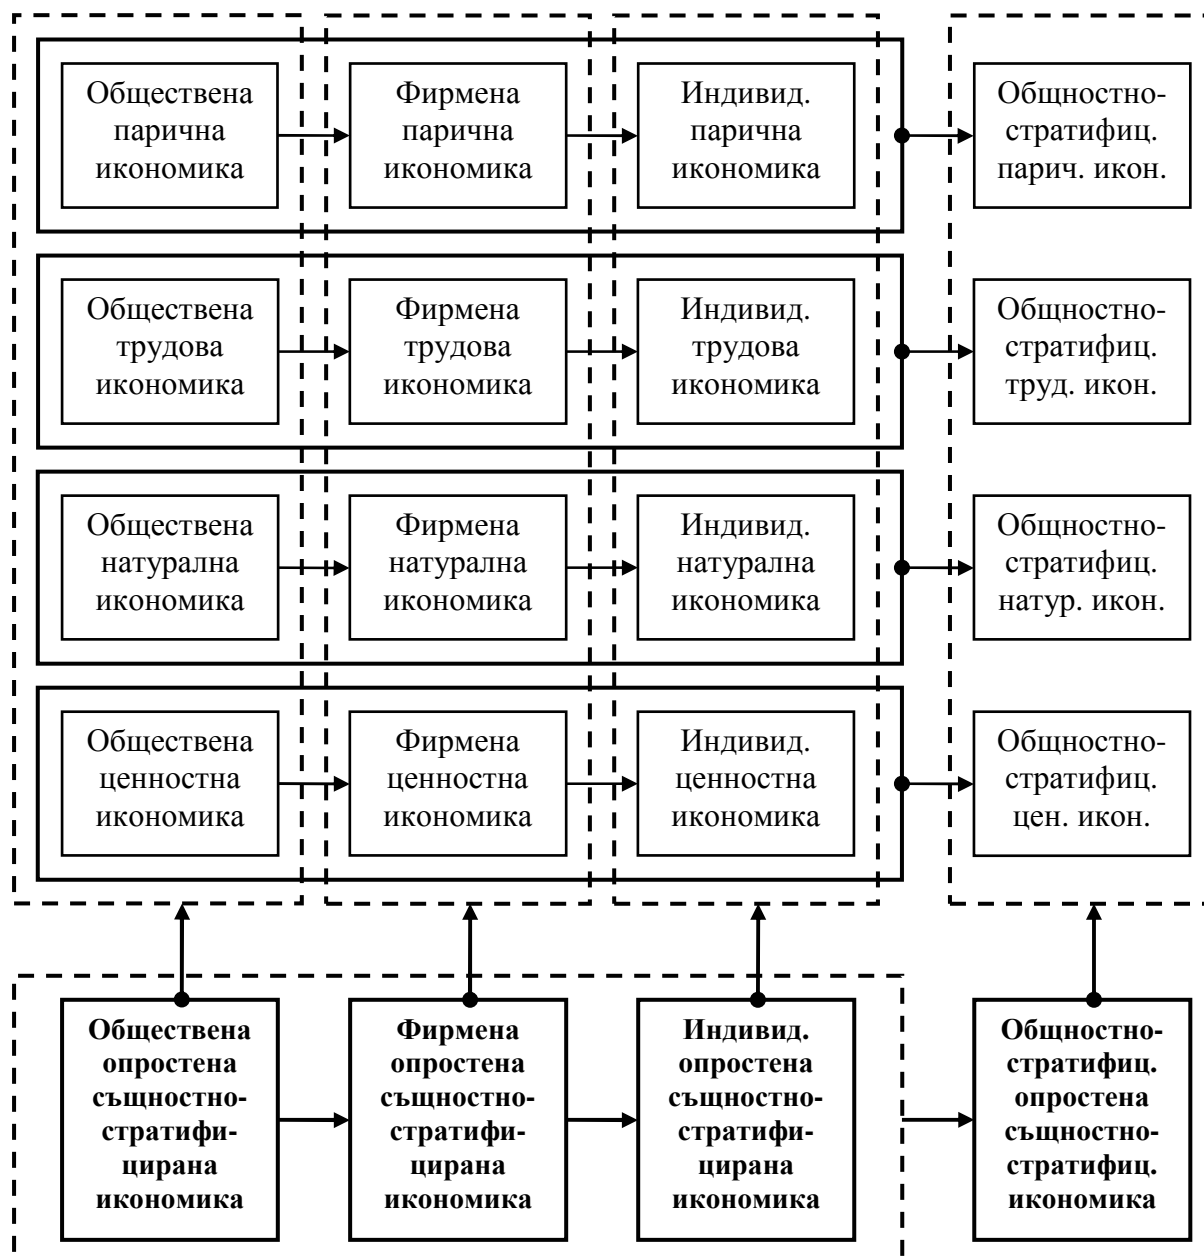 Обществена
парична
икономика
Фирмена
парична
икономика
Индивид.
парична
икономика
Общностно-
стратифиц.
парич. икон.
Обществена
трудова
икономика
Фирмена
трудова
икономика
Индивид.
трудова
икономика
Общностно-
стратифиц.
труд. икон.
Обществена
натурална
икономика
Фирмена
натурална
икономика
Индивид.
натурална
икономика
Общностно-
стратифиц.
натур. икон.
Обществена
ценностна
икономика
Фирмена
ценностна
икономика
Индивид.
ценностна
икономика
Общностно-
стратифиц.
цен. икон.
Обществена
опростена
същностно-
стратифи-
цирана
икономика
Фирмена
опростена
същностно-
стратифи-
цирана
икономика
Индивид.
опростена
същностно-
стратифи-
цирана
икономика
Общностно-
стратифиц.
опростена
същностно-
стратифиц.
икономика